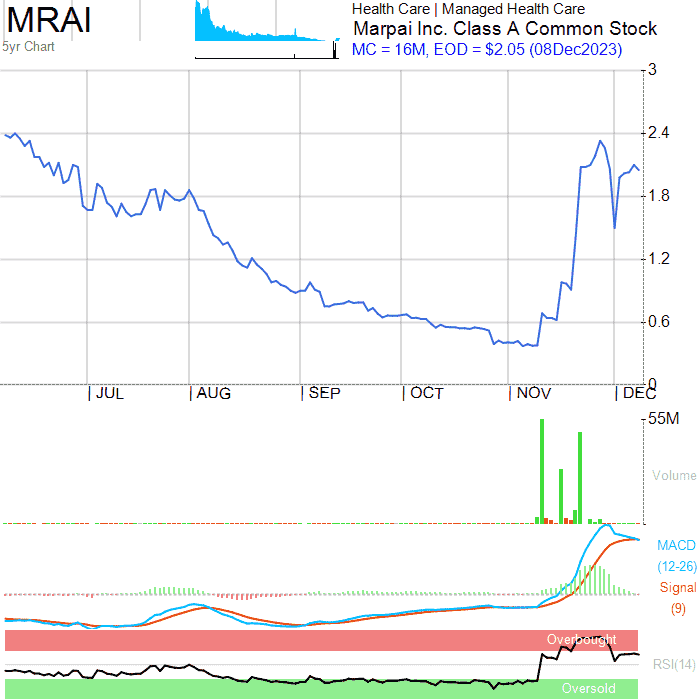 MRAI
5yr Chart
Health Care | Managed Health Care
Marpai Inc. Class A Common Stock
MC = 16M, EOD = $2.05 (08Dec2023)
3
2.4
1.8
1.2
0.6
0
JUL AUG SEP OCT NOV DEC
55M
Volume
MACD
(12-26)
Signal
(9)
Overbought
RSI(14)
Oversold